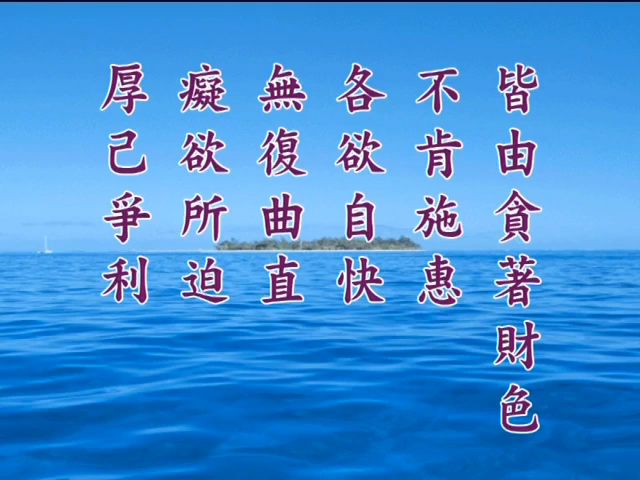 皆由貪著財色
不肯施惠
各欲自快
無復曲直
癡欲所迫
厚己爭利